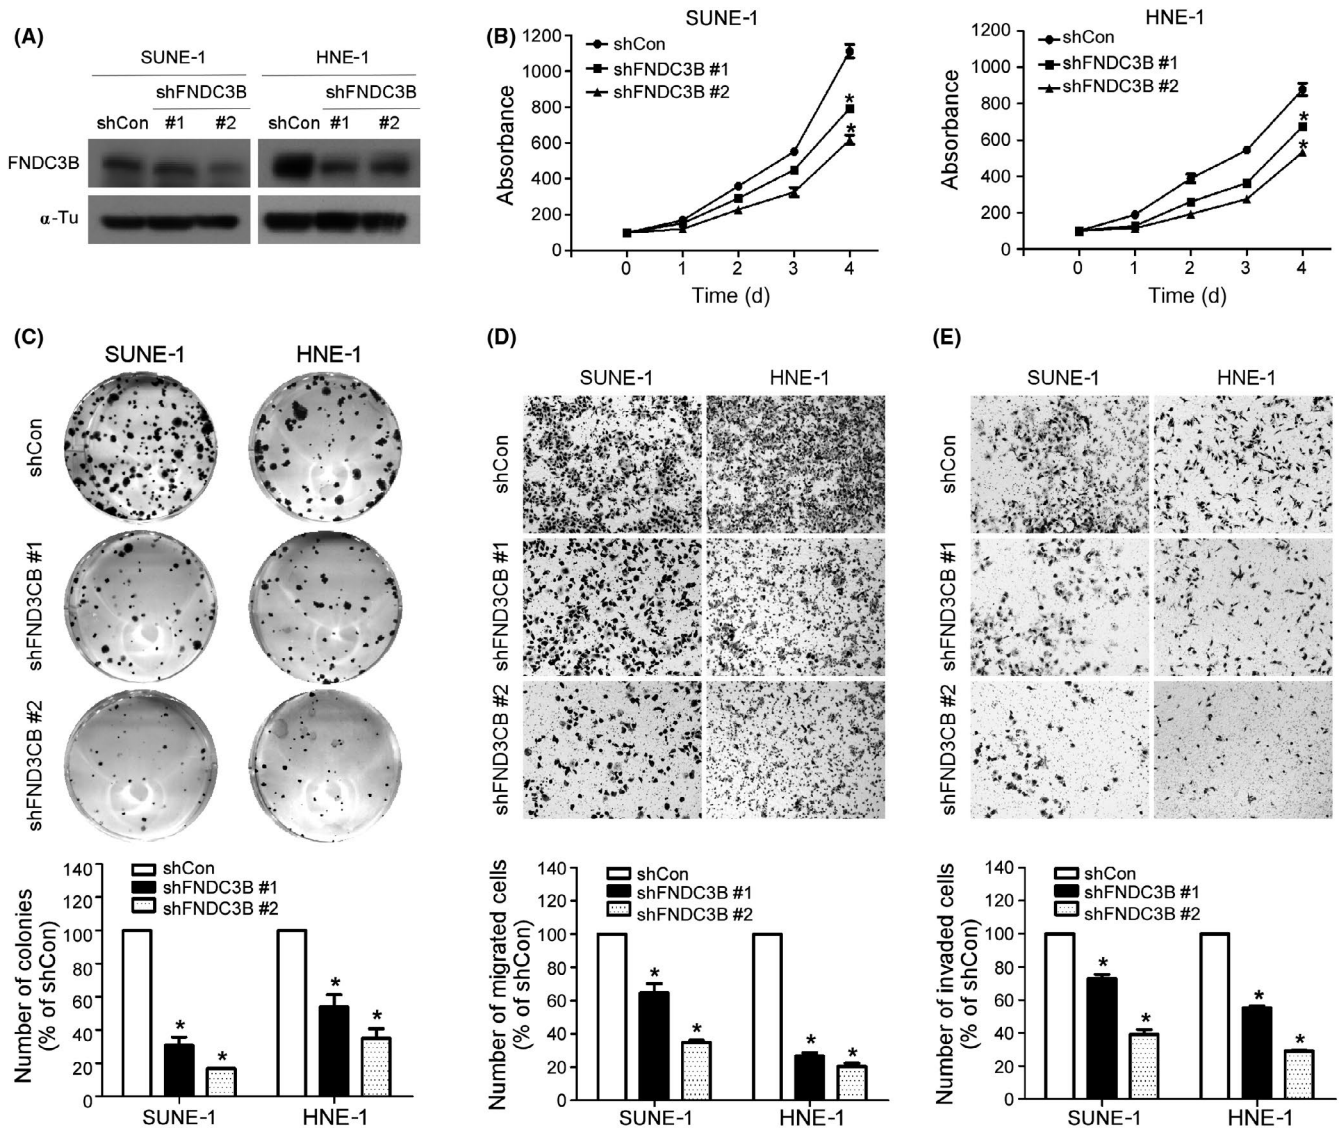 (A)
SUNE-1 HNE-1
shFNDC3B shFNDC3B
shCon #1 #2 shCon #1 #2
FNDC3B
α-Tu
(B)
SUNE-1
Absorbance
1200
1000
800
600
400
200
0
shCon
shFNDC3B #1
shFNDC3B #2
*
*
0 1 2 3 4
Time (d)
HNE-1
Absorbance
1200
1000
800
600
400
200
0
shCon
shFNDC3B #1
shFNDC3B #2
*
*
0 1 2 3 4
Time (d)
(C)
SUNE-1 HNE-1
shCon
shFND3CB #1
shFND3CB #2
Number of colonies
(% of shCon)
140
120
100
80
60
40
20
0
shCon
shFNDC3B #1
shFNDC3B #2
* * * *
SUNE-1 HNE-1
(D)
SUNE-1 HNE-1
shCon
shFND3CB #1
shFND3CB #2
Number of migrated cells
(% of shCon)
140
120
100
80
60
40
20
0
shCon
shFNDC3B #1
shFNDC3B #2
* * * *
SUNE-1 HNE-1
(E)
SUNE-1 HNE-1
shCon
shFND3CB #1
shFND3CB #2
Number of invaded cells
(% of shCon)
140
120
100
80
60
40
20
0
shCon
shFNDC3B #1
shFNDC3B #2
* * * *
SUNE-1 HNE-1